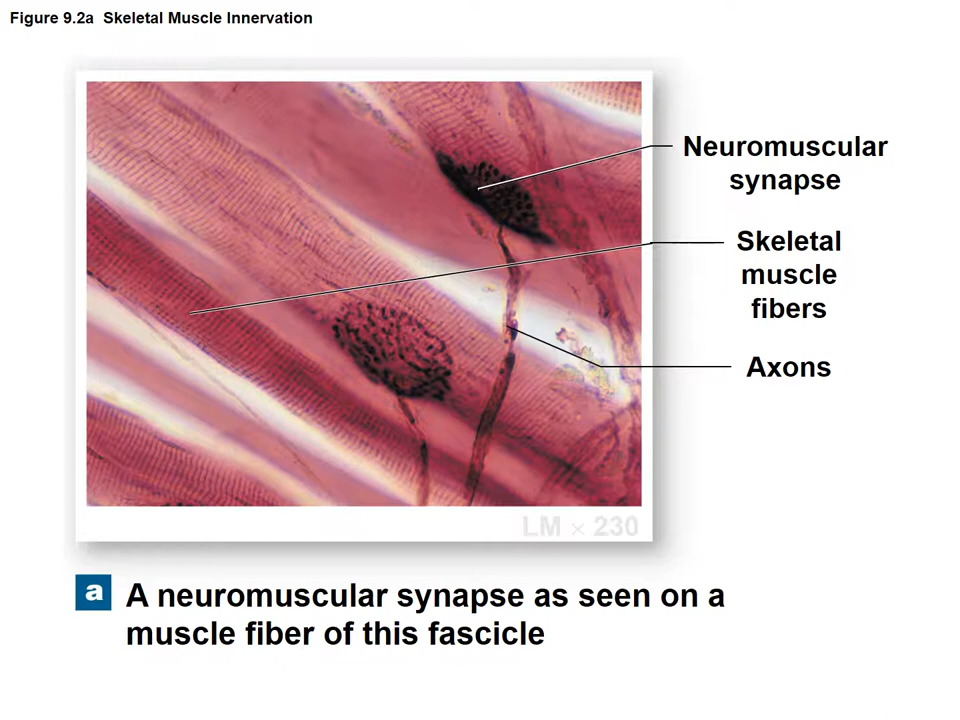 Figure 9.2a Skeletal Muscle Innervation
Neuromuscular
synapse
Skeletal
muscle
fibers
Axons
LM × 230
a
A neuromuscular synapse as seen on a
muscle fiber of this fascicle